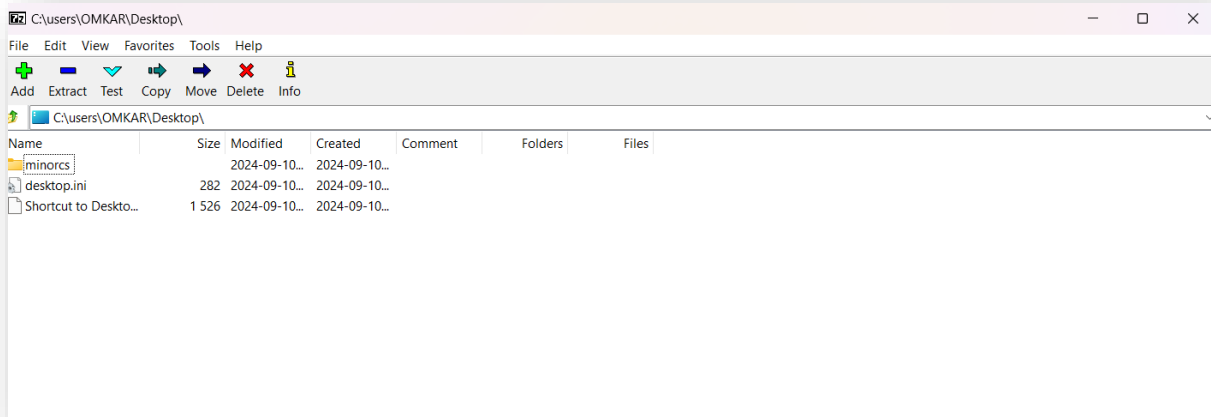 7z C:\users\OMKAR\Desktop\
File Edit View Favorites Tools Help
Add Extract Test Copy Move Delete Info
C:\users\OMKAR\Desktop\
Name Size Modified Created Comment Folders Files
minorcs 2024-09-10... 2024-09-10...
desktop.ini 282 2024-09-10... 2024-09-10...
Shortcut to Deskto... 1 526 2024-09-10... 2024-09-10...